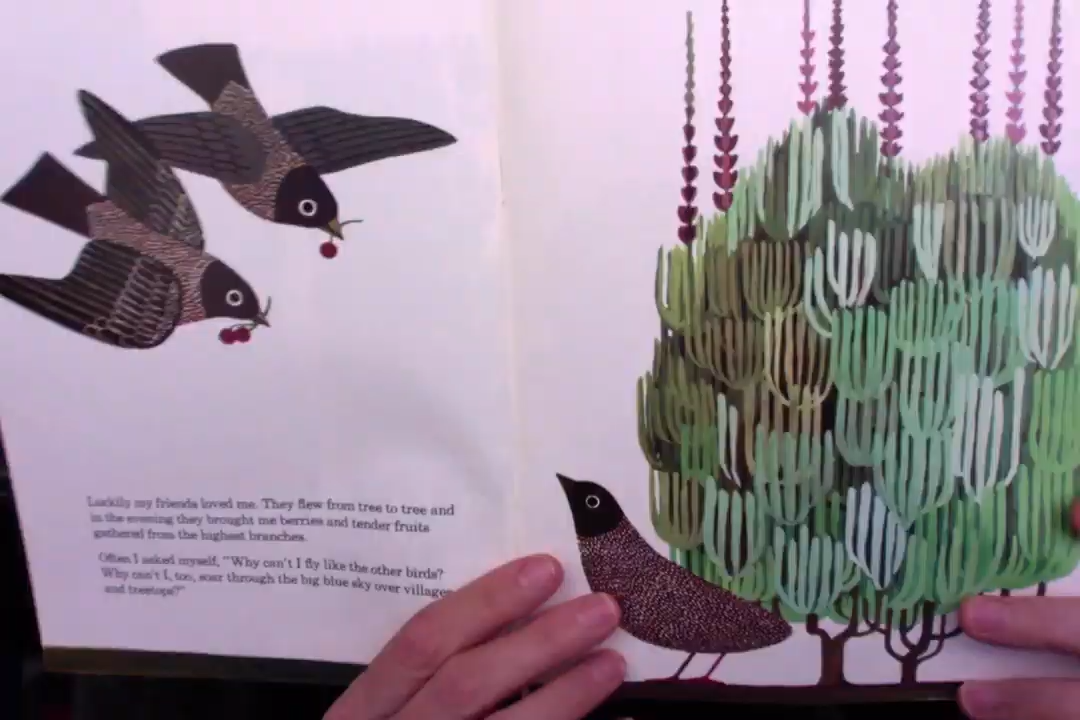 Luckily my friends loved me. They flew from tree to tree and
in the evening they brought me berries and tender fruits
gathered from the highest branches.
Often I asked myself, "Why can't I fly like the other birds?
Why can't I, too, soar through the big blue sky over villages
and treetops?"